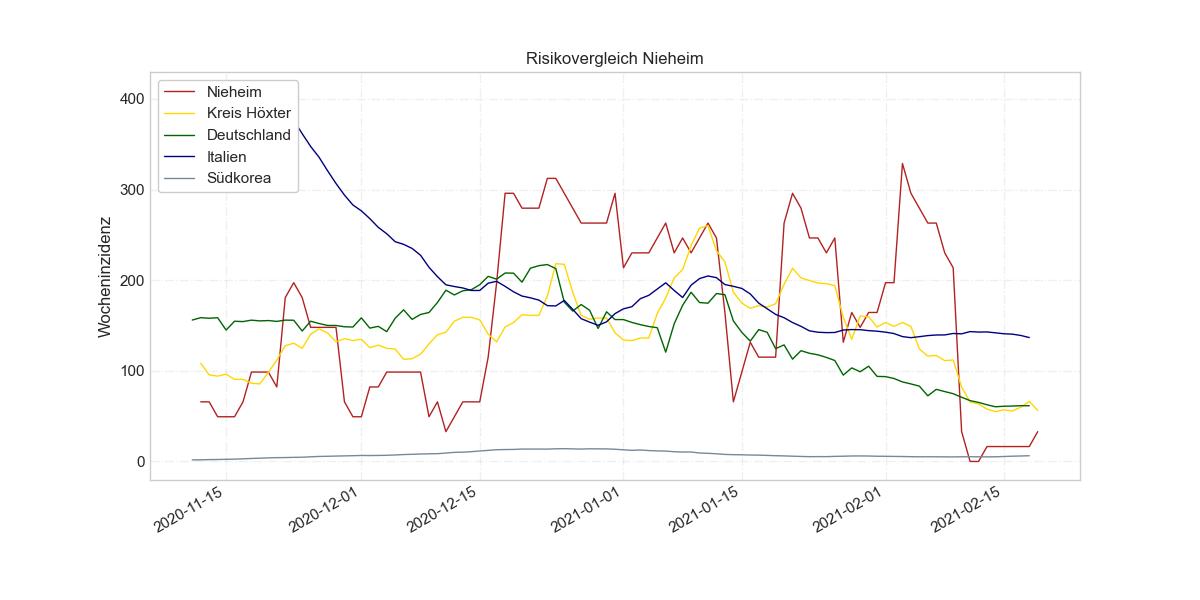 Risikovergleich Nieheim
Wocheninzidenz
400
300
200
100
0
Nieheim
Kreis Höxter
Deutschland
Italien
Südkorea
2020-11-15
2020-12-01
2020-12-15
2021-01-01
2021-01-15
2021-02-01
2021-02-15